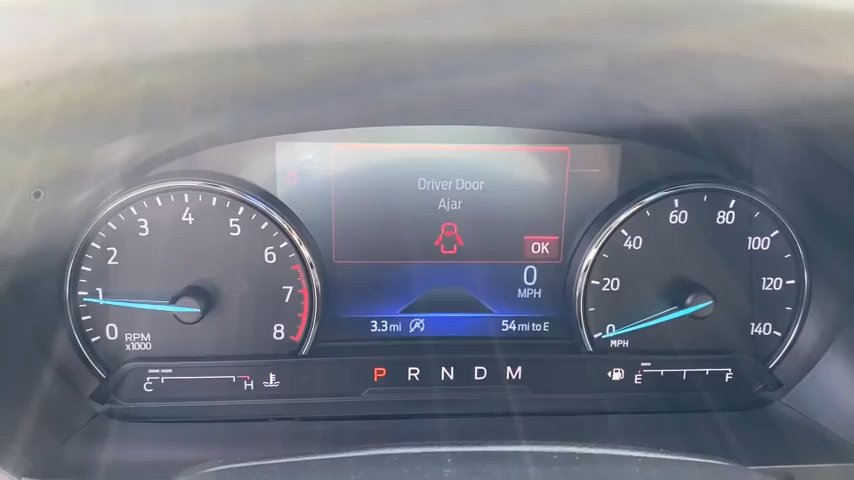 Driver Door
Ajar
OK
0
MPH
3.3 mi
54 mi to E
0 1 2 3 4 5 6 7 8
RPM
x1000
0 20 40 60 80 100 120 140
MPH
C H
P R N D M
E F